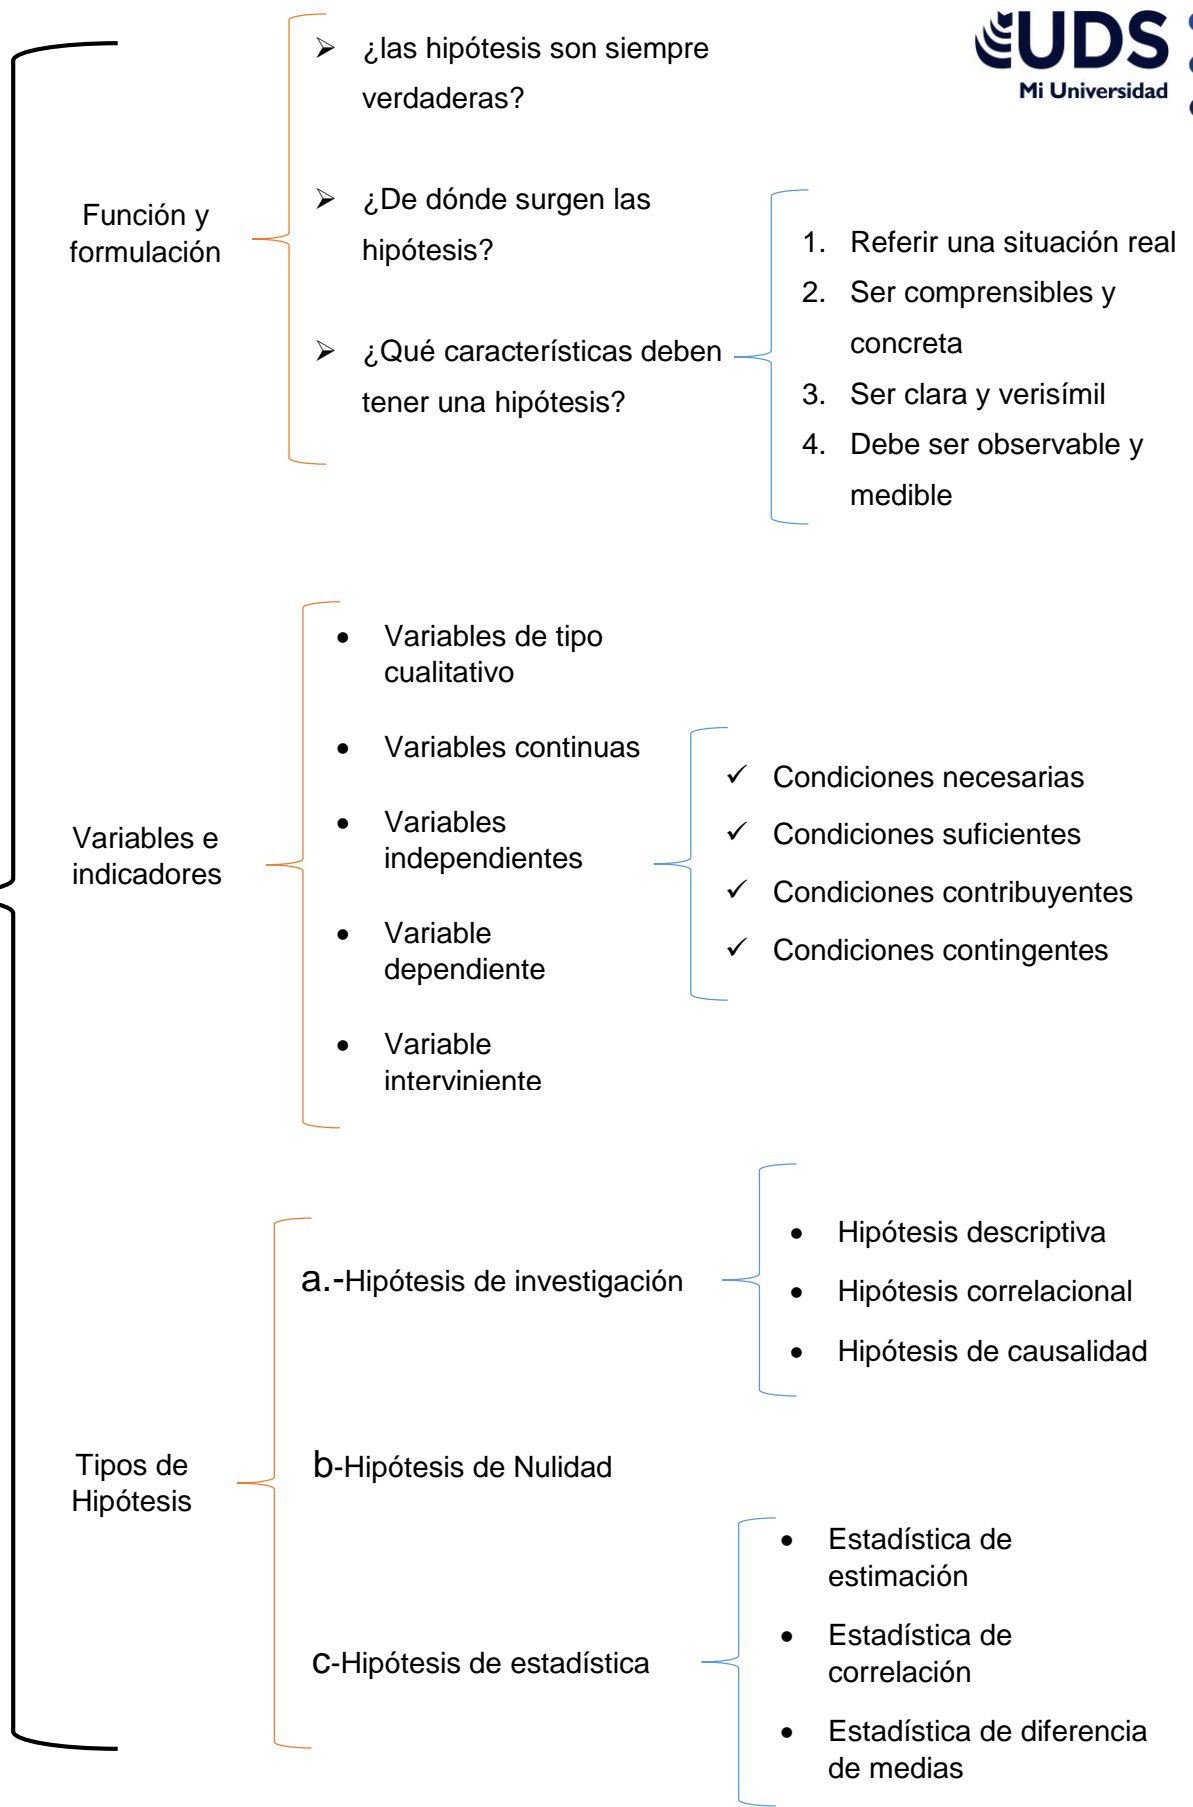 UDS
Mi Universidad
➢ ¿las hipótesis son siempre
verdaderas?
Función y
formulación
➢ ¿De dónde surgen las
hipótesis?
➢ ¿Qué características deben
tener una hipótesis?
1. Referir una situación real
2. Ser comprensibles y
concreta
3. Ser clara y verisímil
4. Debe ser observable y
medible
Variables e
indicadores
• Variables de tipo
cualitativo
• Variables continuas
• Variables
independientes
• Variable
dependiente
• Variable
interviniente
✓ Condiciones necesarias
✓ Condiciones suficientes
✓ Condiciones contribuyentes
✓ Condiciones contingentes
Tipos de
Hipótesis
a.-Hipótesis de investigación
• Hipótesis descriptiva
• Hipótesis correlacional
• Hipótesis de causalidad
b-Hipótesis de Nulidad
c-Hipótesis de estadística
• Estadística de
estimación
• Estadística de
correlación
• Estadística de diferencia
de medias